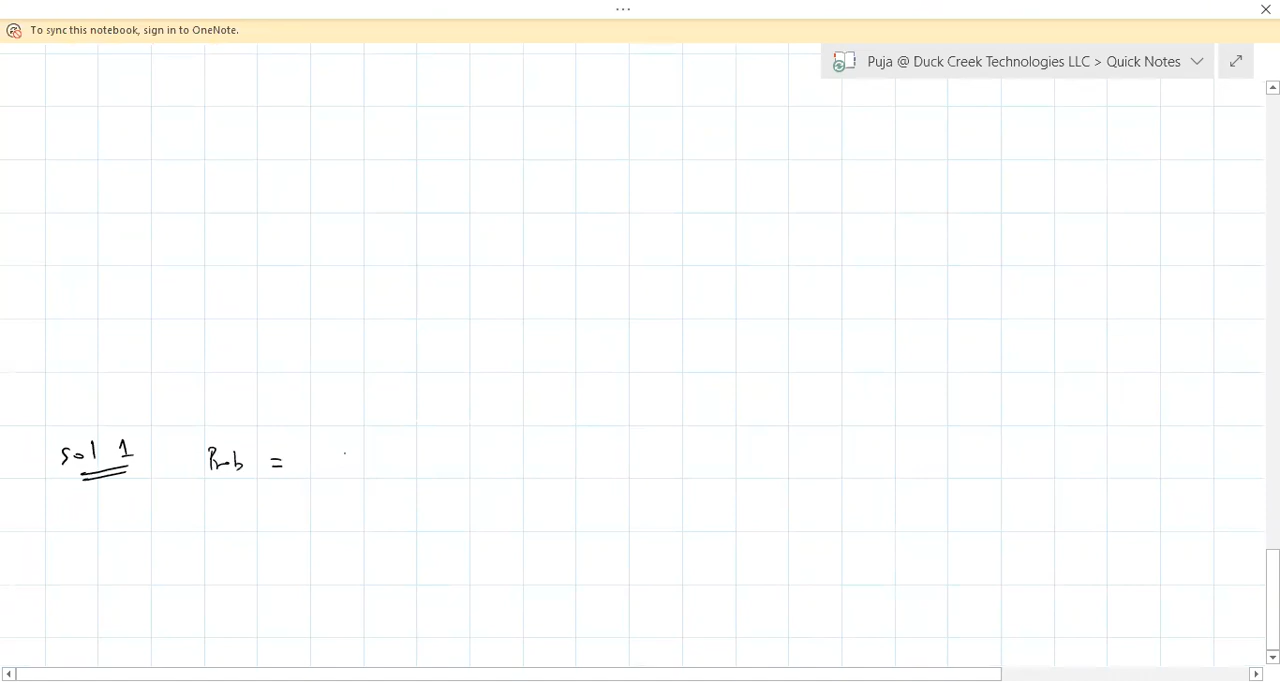 To sync this notebook, sign in to OneNote.
Puja @ Duck Creek Technologies LLC > Quick Notes
Sol 1 Prob =